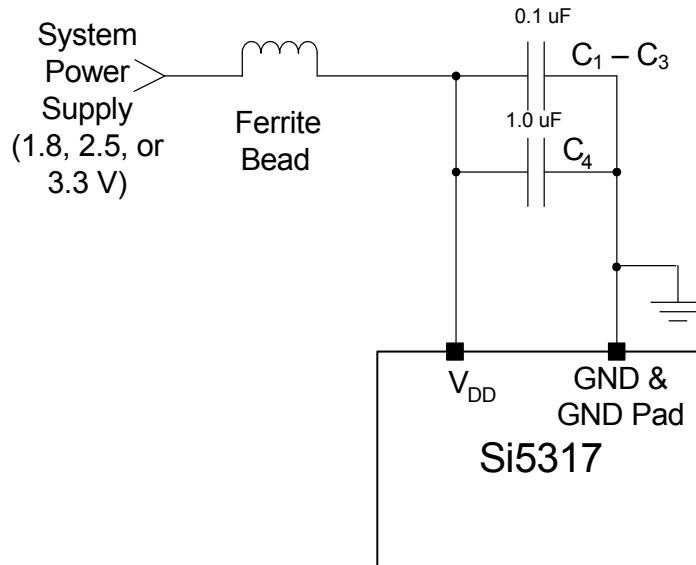 System
Power
Supply
(1.8, 2.5, or
3.3 V)
Ferrite
Bead
0.1 uF
C1 – C3
1.0 uF
C4
VDD
GND &
GND Pad
Si5317